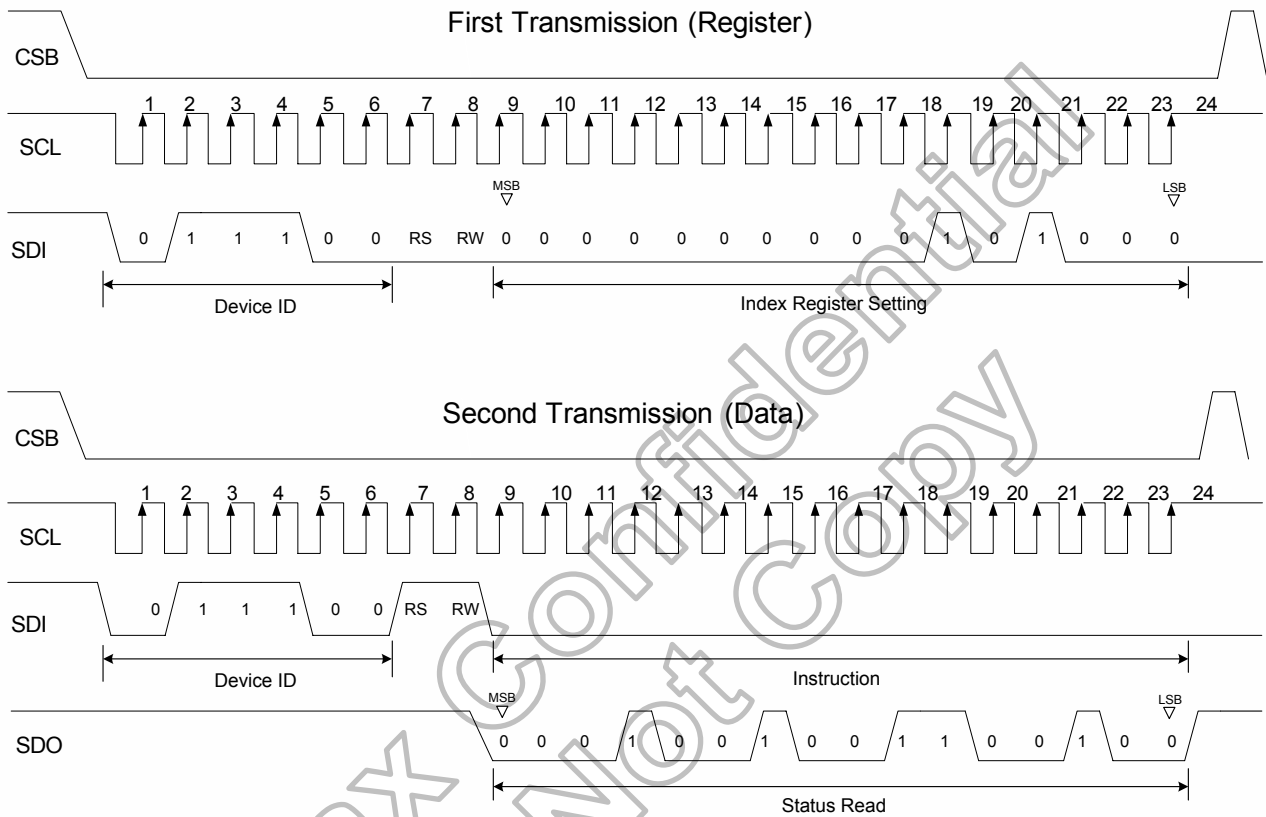 First Transmission (Register)
CSB
1 2 3 4 5 6 7 8 9 10 11 12 13 14 15 16 17 18 19 20 21 22 23 24
SCL
MSB LSB
0 1 1 1 0 0 RS RW 0 0 0 0 0 0 0 0 0 0 1 0 1 0 0 0
SDI
Device ID Index Register Setting
Second Transmission (Data)
CSB
1 2 3 4 5 6 7 8 9 10 11 12 13 14 15 16 17 18 19 20 21 22 23 24
SCL
0 1 1 1 0 0 RS RW
SDI
Device ID Instruction
MSB LSB
SDO 0 0 0 1 0 0 1 0 0 1 1 0 0 1 0 0
Status Read
ex Confidential
Not Copy